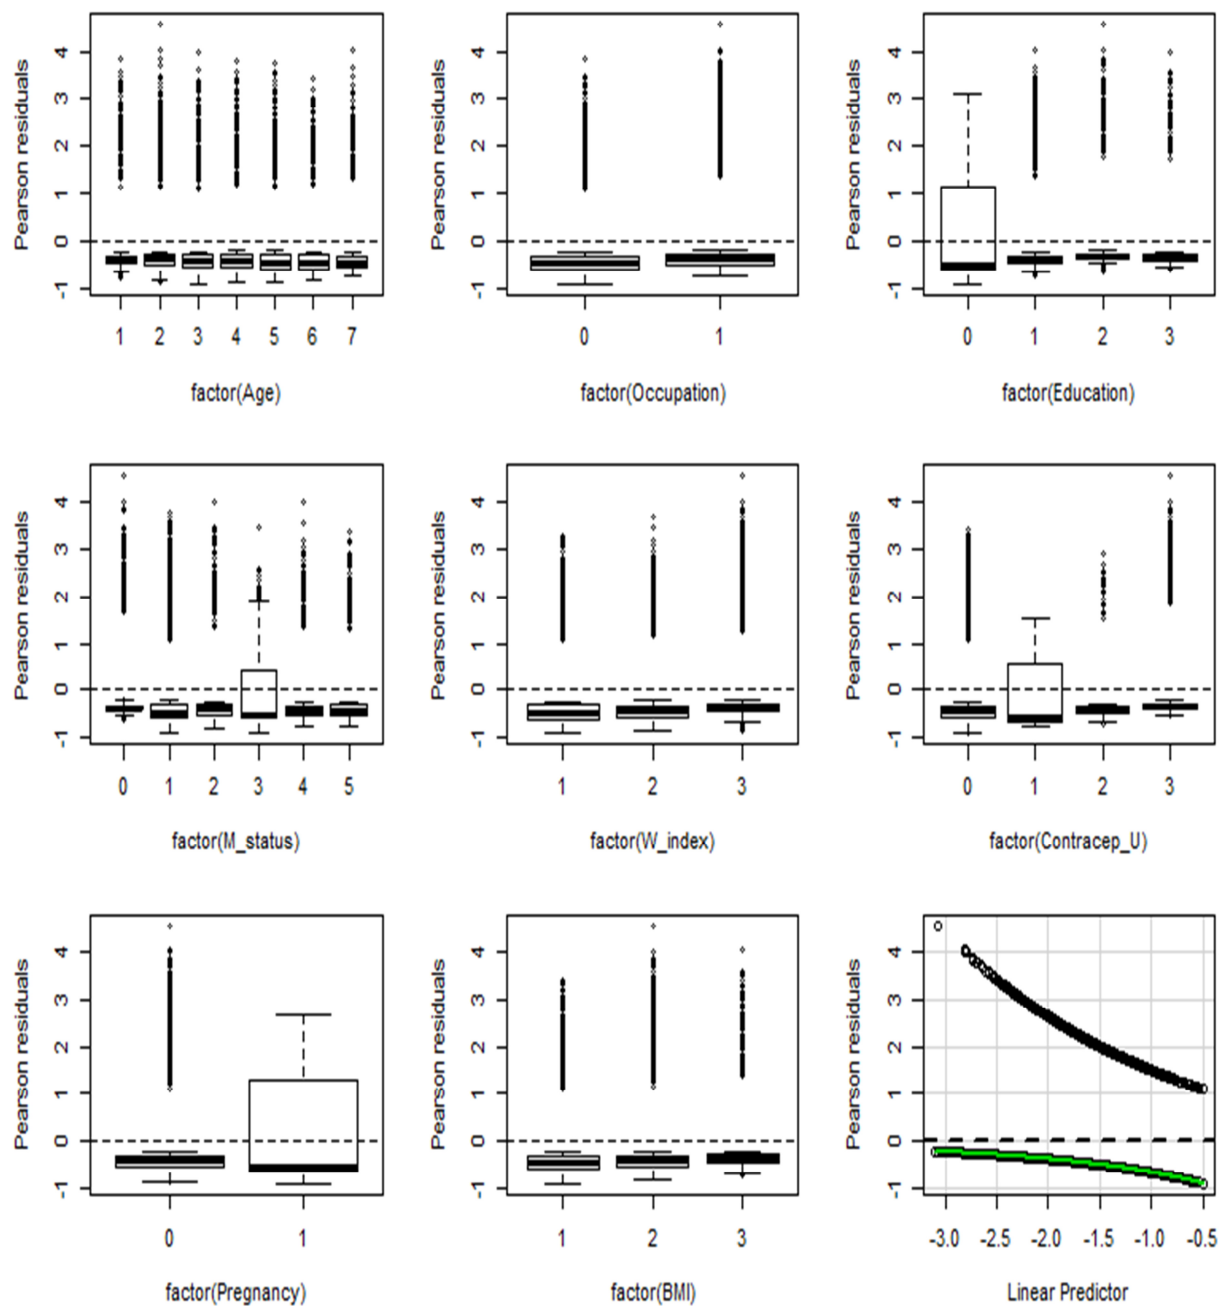 Pearson residuals
4
3
2
1
0
-1
1 2 3 4 5 6 7
factor(Age)
Pearson residuals
4
3
2
1
0
-1
0 1
factor(Occupation)
Pearson residuals
4
3
2
1
0
-1
0 1 2 3
factor(Education)
Pearson residuals
4
3
2
1
0
-1
0 1 2 3 4 5
factor(M_status)
Pearson residuals
4
3
2
1
0
-1
1 2 3
factor(W_index)
Pearson residuals
4
3
2
1
0
-1
0 1 2 3
factor(Contracep_U)
Pearson residuals
4
3
2
1
0
-1
0 1
factor(Pregnancy)
Pearson residuals
4
3
2
1
0
-1
1 2 3
factor(BMI)
Pearson residuals
4
3
2
1
0
-1
-3.0 -2.5 -2.0 -1.5 -1.0 -0.5
Linear Predictor